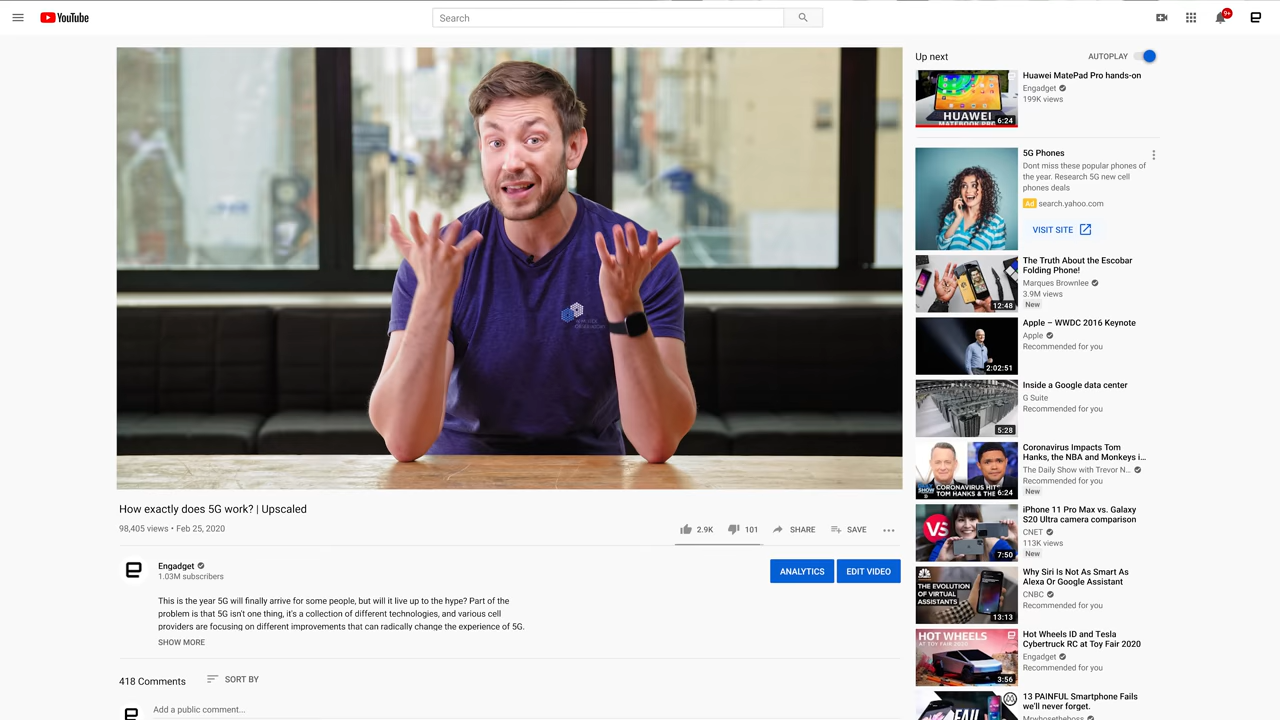 YouTube
Search
9+
Up next
AUTOPLAY
Huawei MatePad Pro hands-on
Engadget
199K views
HUAWEI
6:24
5G Phones
Dont miss these popular phones of
the year. Research 5G new cell
phones deals
Ad search.yahoo.com
VISIT SITE
The Truth About the Escobar
Folding Phone!
Marques Brownlee
3.9M views
New
12:48
Apple – WWDC 2016 Keynote
Apple
Recommended for you
2:02:51
Inside a Google data center
G Suite
Recommended for you
5:28
Coronavirus Impacts Tom
Hanks, the NBA and Monkeys i...
The Daily Show with Trevor N...
Recommended for you
New
CORONAVIRUS HIT
TOM HANKS & THE
6:24
iPhone 11 Pro Max vs. Galaxy
S20 Ultra camera comparison
CNET
113K views
New
VS
7:50
Why Siri Is Not As Smart As
Alexa Or Google Assistant
CNBC
Recommended for you
THE EVOLUTION
OF VIRTUAL
ASSISTANTS
13:13
Hot Wheels ID and Tesla
Cybertruck RC at Toy Fair 2020
Engadget
Recommended for you
HOT WHEELS
AT TOY FAIR 2020
3:56
13 PAINFUL Smartphone Fails
we'll never forget.
Mrwhosetheboss
FAIL
How exactly does 5G work? | Upscaled
98,405 views • Feb 25, 2020
2.9K
101
SHARE
SAVE
Engadget
1.03M subscribers
ANALYTICS
EDIT VIDEO
This is the year 5G will finally arrive for some people, but will it live up to the hype? Part of the
problem is that 5G isn't one thing, it's a collection of different technologies, and various cell
providers are focusing on different improvements that can radically change the experience of 5G.
SHOW MORE
418 Comments
SORT BY
Add a public comment...